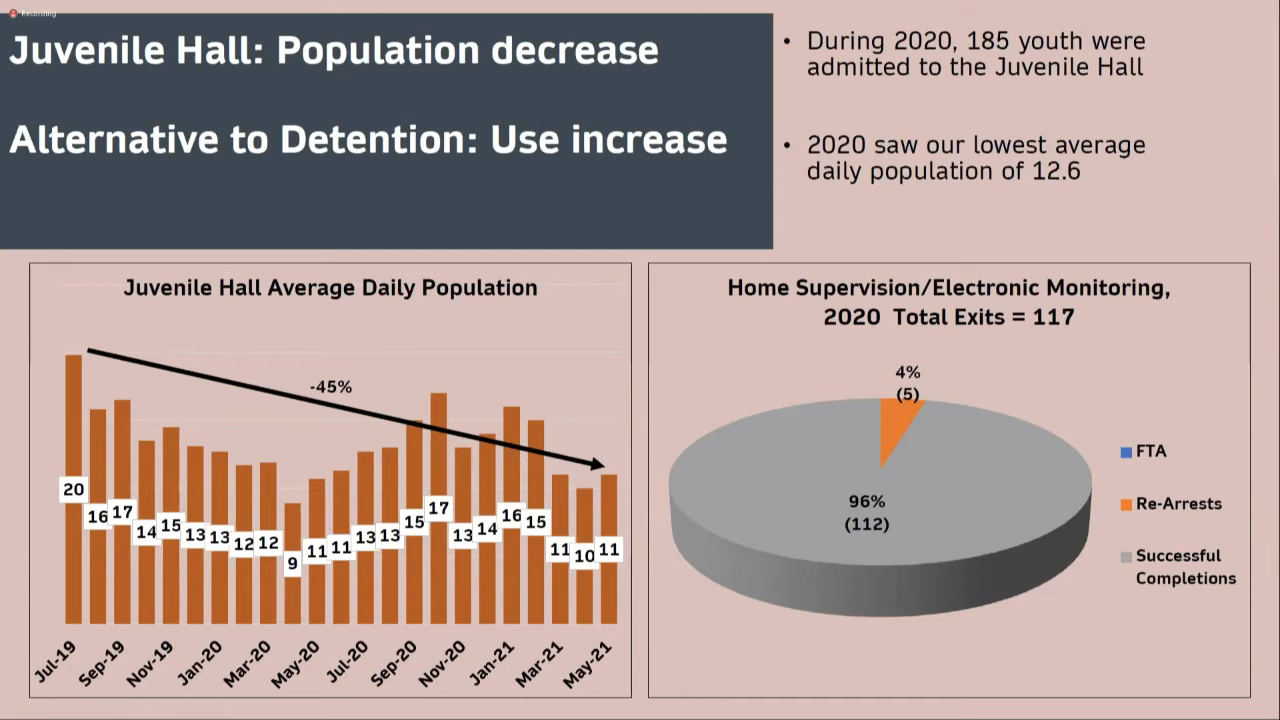 Recording
Juvenile Hall: Population decrease
Alternative to Detention: Use increase
• During 2020, 185 youth were
admitted to the Juvenile Hall
• 2020 saw our lowest average
daily population of 12.6
Juvenile Hall Average Daily Population
-45%
20
16
17
14
15
13
13
12
12
9
11
11
13
13
15
17
13
14
16
15
11
10
11
Jul-19
Sep-19
Nov-19
Jan-20
Mar-20
May-20
Jul-20
Sep-20
Nov-20
Jan-21
Mar-21
May-21
Home Supervision/Electronic Monitoring,
2020 Total Exits = 117
4%
(5)
96%
(112)
FTA
Re-Arrests
Successful
Completions